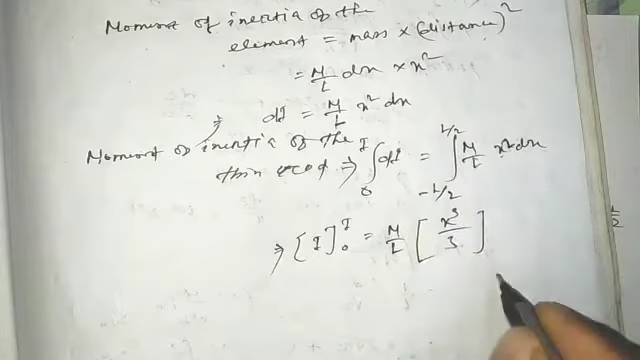 Moment of inertia of the
element = mass × (distance)²
= M/L dx × x²
⇒ dI = M/L x² dx
Moment of inertia of the
thin rod ⇒ ∫₀ᴵ dI = ∫_{-L/2}^{L/2} M/L x² dx
⇒ [I]₀ᴵ = M/L [x³/3]